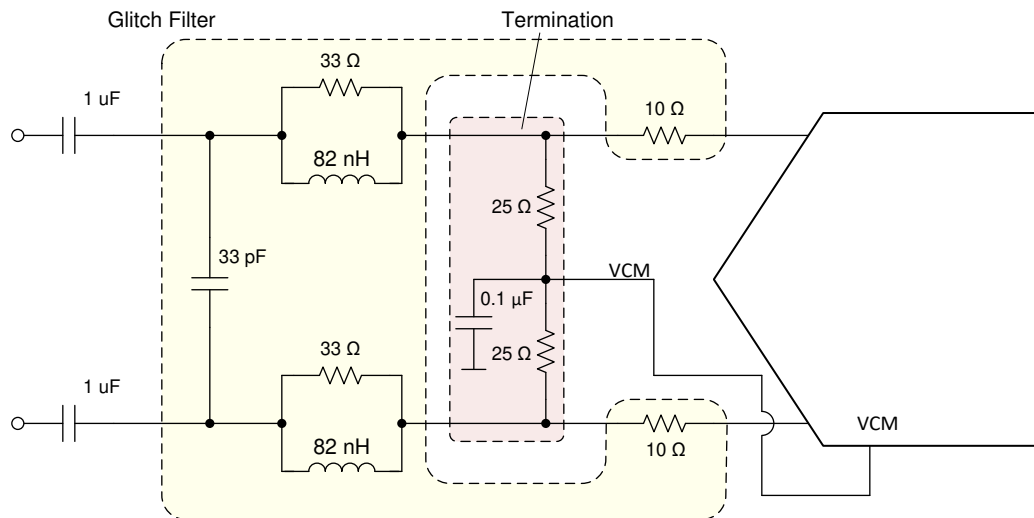 Glitch Filter
Termination
33 Ω
1 uF
10 Ω
82 nH
25 Ω
33 pF
VCM
0.1 µF
33 Ω
25 Ω
1 uF
VCM
82 nH
10 Ω